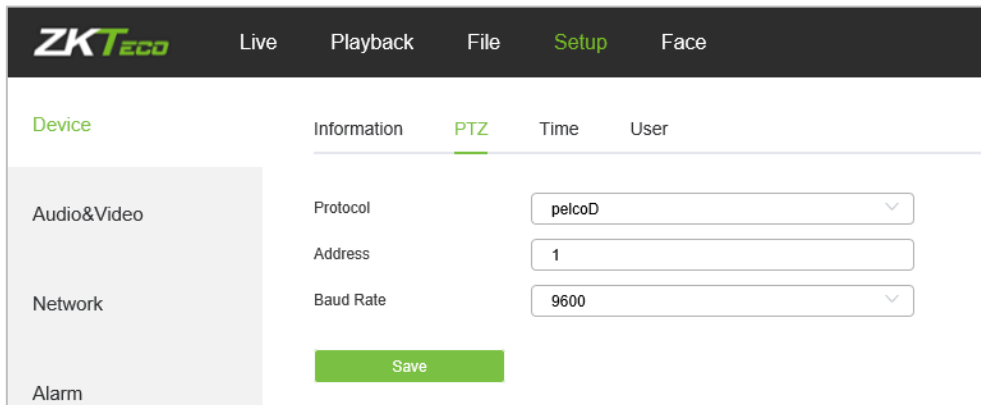 ZKTeco Live Playback File Setup Face
Device
Information PTZ Time User
Audio&Video
Network
Alarm
Protocol pelcoD
Address 1
Baud Rate 9600
Save